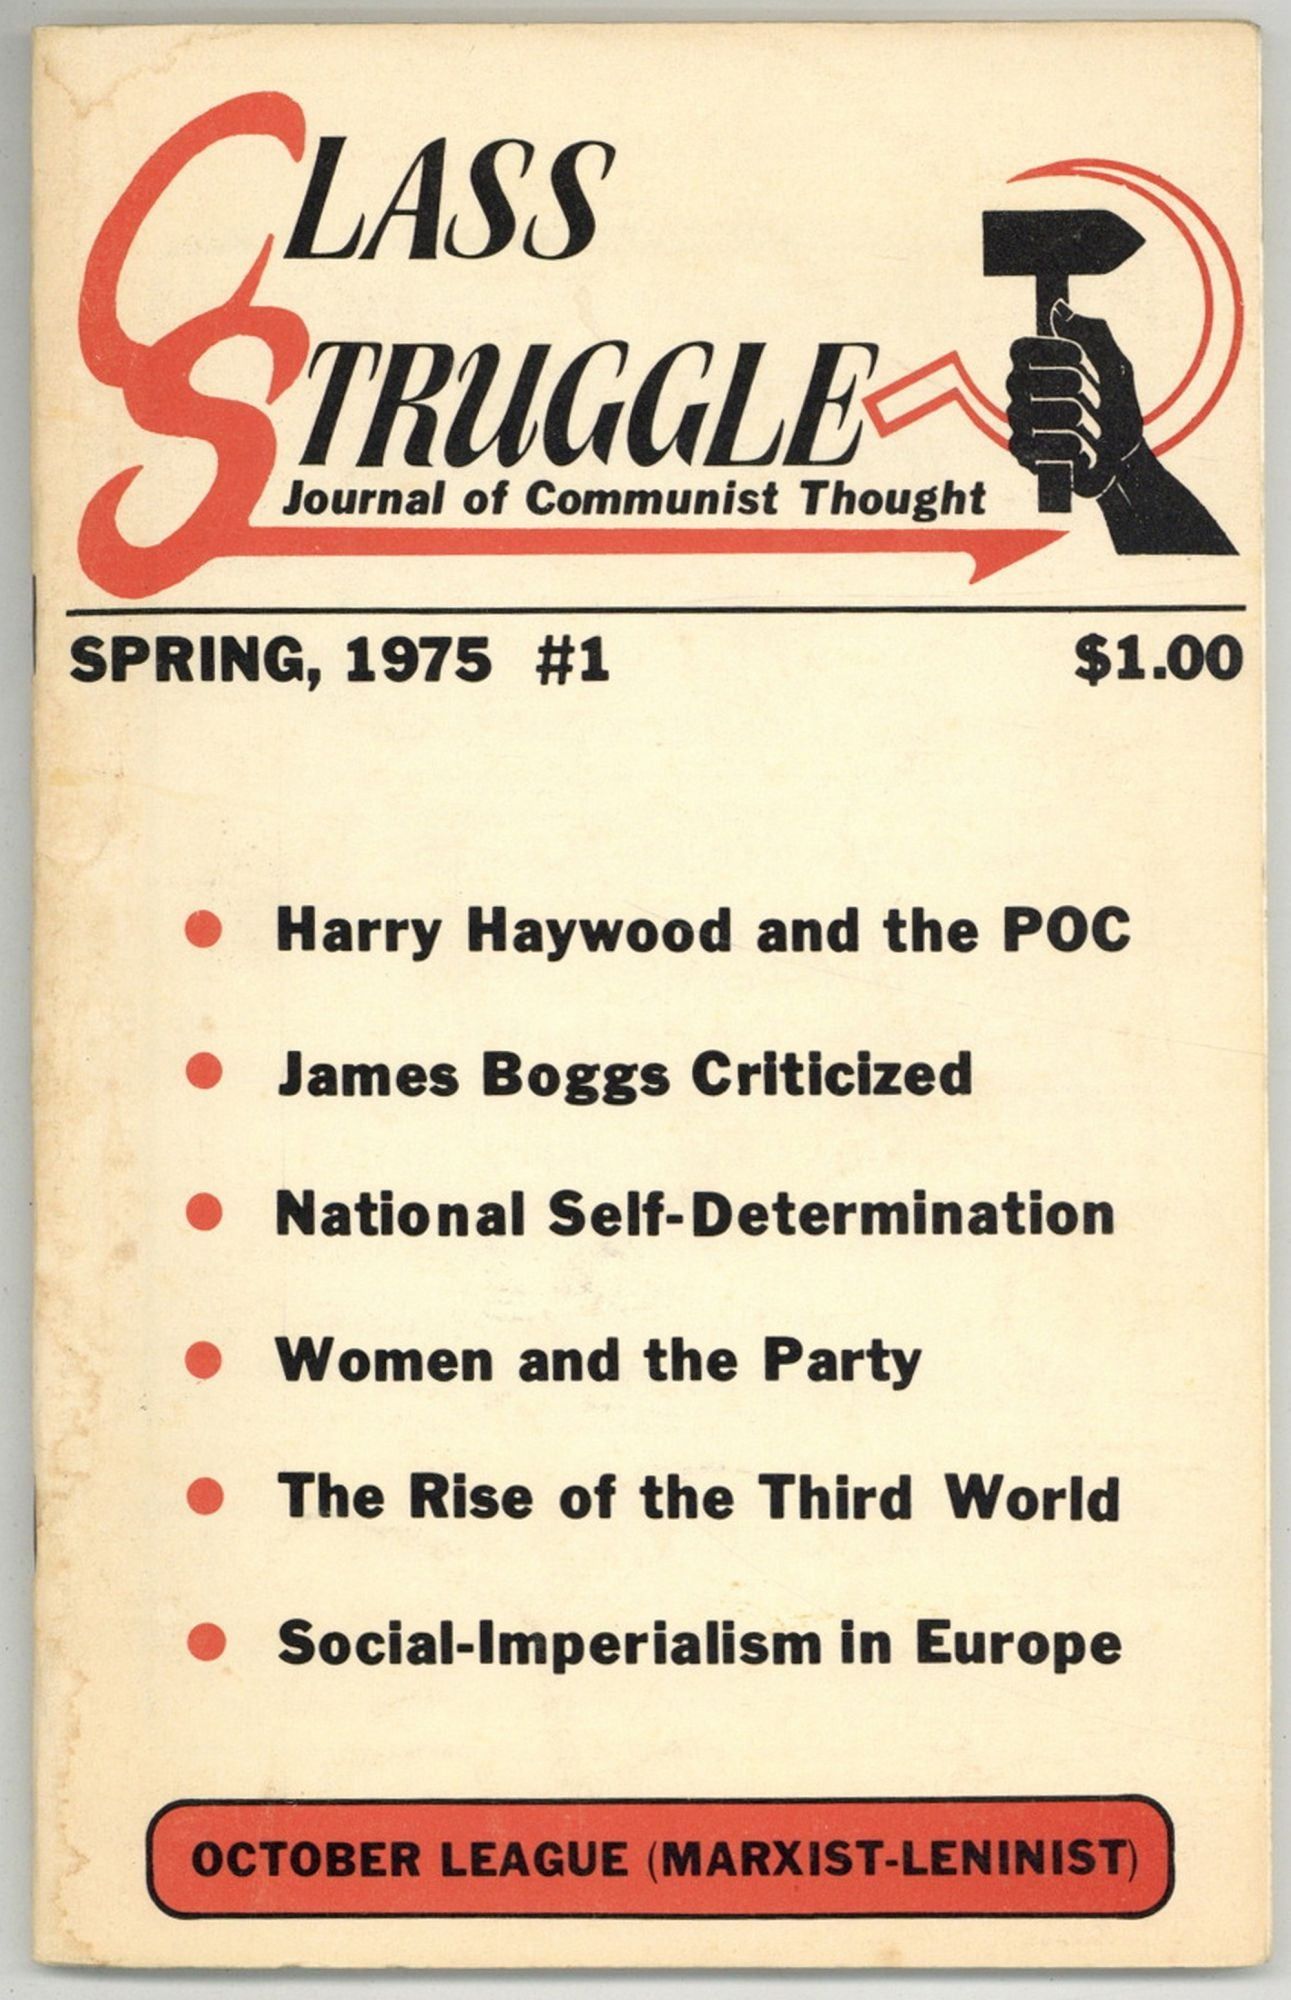 CLASS
STRUGGLE
Journal of Communist Thought
SPRING, 1975 #1
$1.00
● Harry Haywood and the POC
● James Boggs Criticized
● National Self-Determination
● Women and the Party
● The Rise of the Third World
● Social-Imperialism in Europe
OCTOBER LEAGUE (MARXIST-LENINIST)